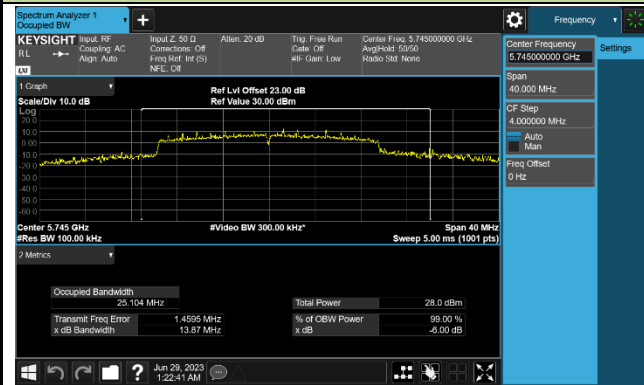 Spectrum Analyzer 1
Occupied BW
Frequency
KEYSIGHT
RL
LXI
Input: RF
Coupling: AC
Align: Auto
Input Z: 50 Ω
Corrections: Off
Freq Ref: Int (S)
NFE: Off
Atten: 20 dB
Trig: Free Run
Gate: Off
#IF Gain: Low
Center Freq: 5.745000000 GHz
Avg|Hold: 50/50
Radio Std: None
Center Frequency
5.745000000 GHz
Settings
Span
40.000 MHz
CF Step
4.000000 MHz
Auto
Man
Freq Offset
0 Hz
1 Graph
Scale/Div 10.0 dB
Ref Lvl Offset 23.00 dB
Ref Value 30.00 dBm
Log
20.0
10.0
0.00
-10.0
-20.0
-30.0
-40.0
-50.0
-60.0
Center 5.745 GHz
#Res BW 100.00 kHz
#Video BW 300.00 kHz*
Span 40 MHz
Sweep 5.00 ms (1001 pts)
2 Metrics
Occupied Bandwidth
25.104 MHz
Total Power 28.0 dBm
Transmit Freq Error 1.4595 MHz
% of OBW Power 99.00 %
x dB Bandwidth 13.87 MHz
x dB -6.00 dB
Jun 29, 2023
1:22:41 AM